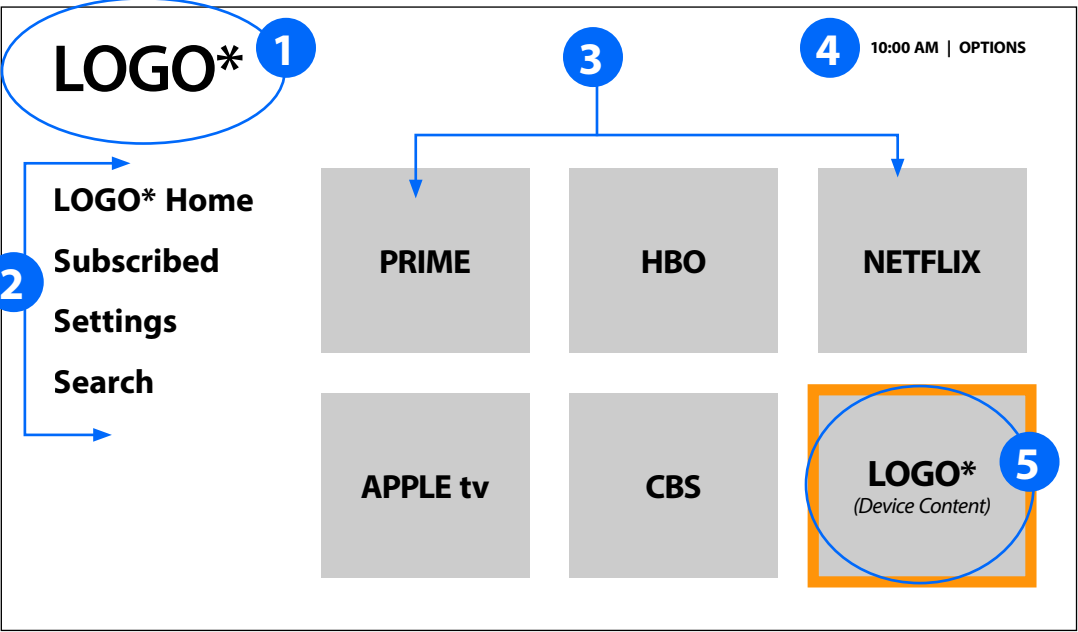 LOGO*
1
3
4
10:00 AM | OPTIONS
2
LOGO* Home
Subscribed
Settings
Search
PRIME
HBO
NETFLIX
APPLE tv
CBS
LOGO*
(Device Content)
5